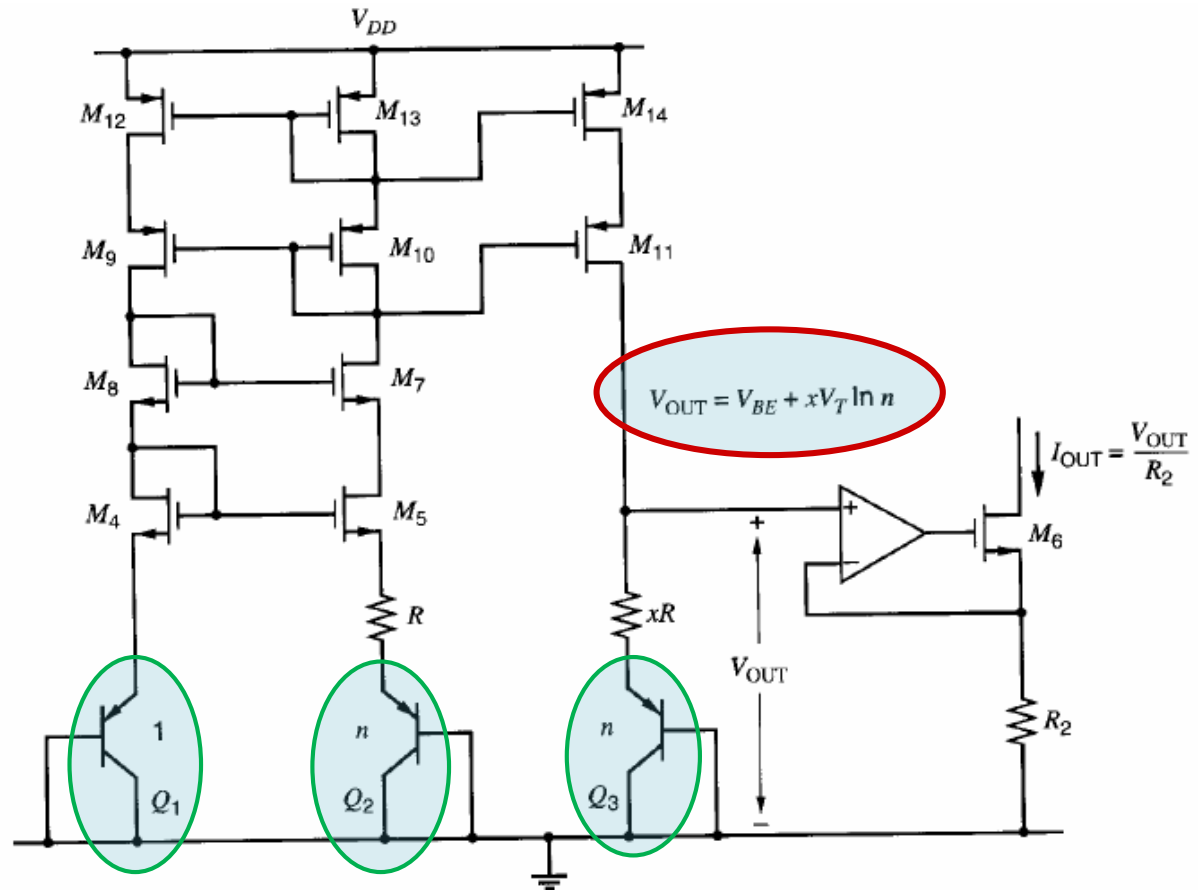 V_DD
M_12
M_13
M_14
M_9
M_10
M_11
M_8
M_7
V_OUT = V_BE + xV_T ln n
I_OUT = V_OUT / R_2
M_4
M_5
+
+
−
M_6
R
xR
V_OUT
R_2
1
n
n
Q_1
Q_2
Q_3
−